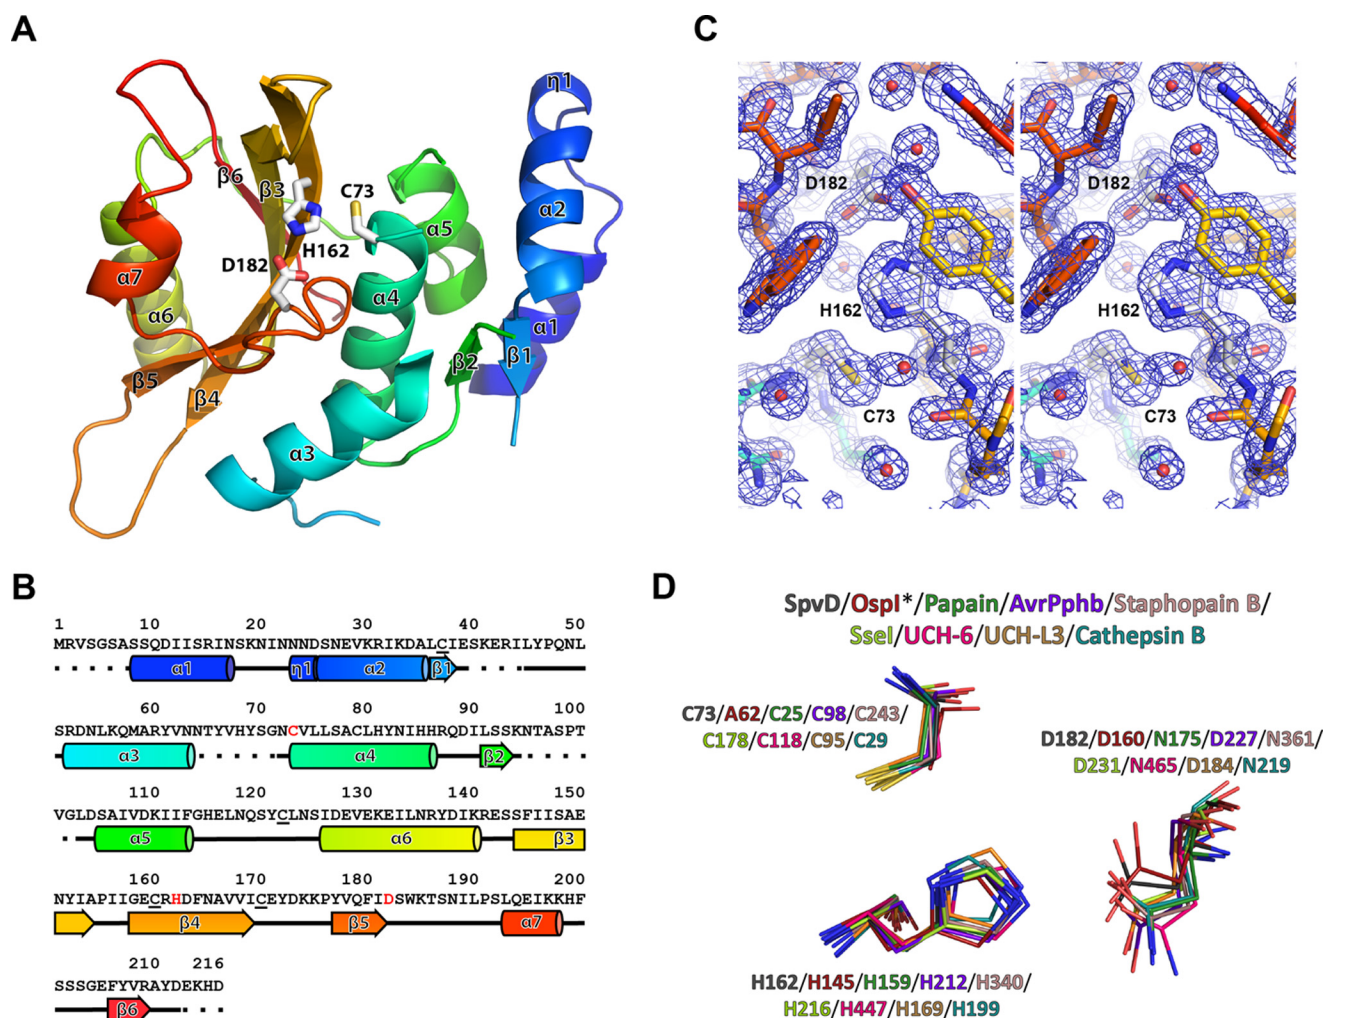 A
η1
β6
β3
C73
α2
α5
H162
D182
α7
α4
α6
α1
β2
β1
β5
β4
α3
B
1 10 20 30 40 50
MRVSGSASSQDIISRINSKNINNNDSNEVKRIKDALCIESKERILYPQNL
α1 η1 α2 β1
60 70 80 90 100
SRDNLKQMARYVNNTYVHYSGNCVLLSACLHYNIHHRQDILSSKNTASPT
α3 α4 β2
110 120 130 140 150
VGLDSAIVDKIIFGHELNQSYCLNSIDEVEKEILNRYDIKRESSFIISAE
α5 α6 β3
160 170 180 190 200
NYIAPIIGECRHDFNAVVICEYDKKPYVQFIDSWKTSNILPSLQEIKKHF
β4 β5 α7
210 216
SSSGEFYVRAYDEKHD
β6
C
D182 D182
H162 H162
C73 C73
D
SpvD/OspI*/Papain/AvrPphb/Staphopain B/
SseI/UCH-6/UCH-L3/Cathepsin B
C73/A62/C25/C98/C243/
C178/C118/C95/C29
D182/D160/N175/D227/N361/
D231/N465/D184/N219
H162/H145/H159/H212/H340/
H216/H447/H169/H199